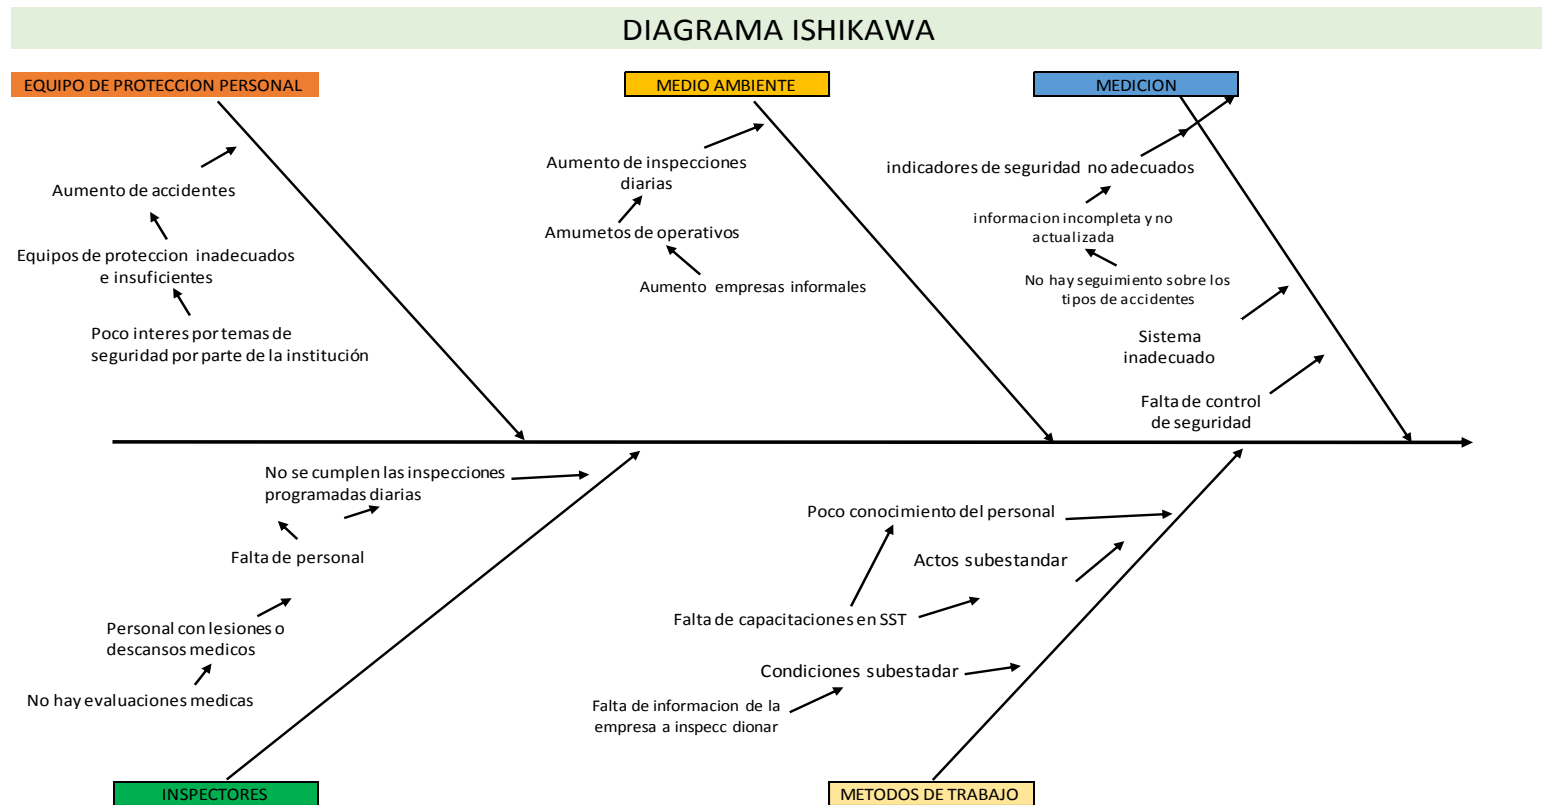 DIAGRAMA ISHIKAWA
EQUIPO DE PROTECCION PERSONAL
MEDIO AMBIENTE
MEDICION
Aumento de accidentes
Equipos de proteccion inadecuados
e insuficientes
Poco interes por temas de
seguridad por parte de la institución
Aumento de inspecciones
diarias
Amumetos de operativos
Aumento empresas informales
indicadores de seguridad no adecuados
informacion incompleta y no
actualizada
No hay seguimiento sobre los
tipos de accidentes
Sistema
inadecuado
Falta de control
de seguridad
No se cumplen las inspecciones
programadas diarias
Falta de personal
Personal con lesiones o
descansos medicos
No hay evaluaciones medicas
Poco conocimiento del personal
Actos subestandar
Falta de capacitaciones en SST
Condiciones subestadar
Falta de informacion de la
empresa a inspecc dionar
INSPECTORES
METODOS DE TRABAJO